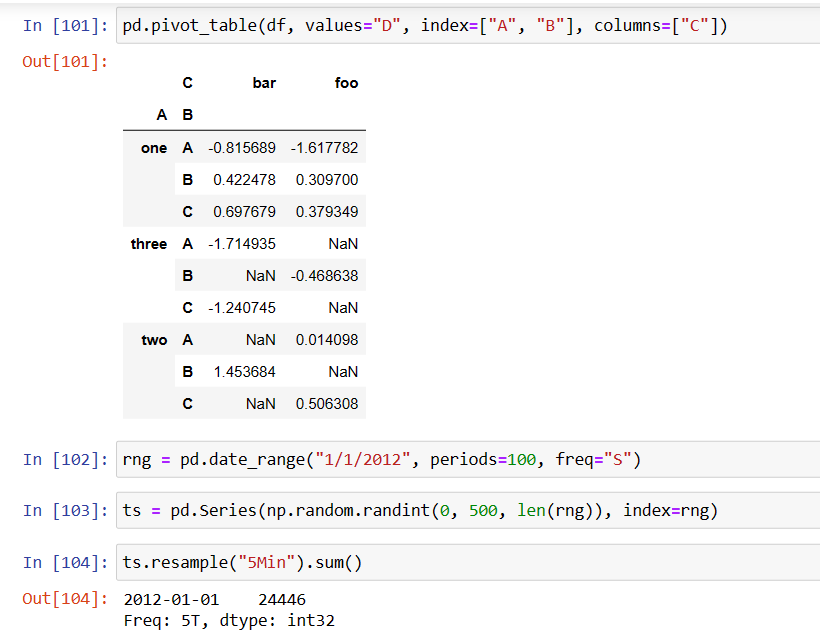 In [101]: pd.pivot_table(df, values="D", index=["A", "B"], columns=["C"])
Out[101]:
C bar foo
A B
one A -0.815689 -1.617782
B 0.422478 0.309700
C 0.697679 0.379349
three A -1.714935 NaN
B NaN -0.468638
C -1.240745 NaN
two A NaN 0.014098
B 1.453684 NaN
C NaN 0.506308
In [102]: rng = pd.date_range("1/1/2012", periods=100, freq="S")
In [103]: ts = pd.Series(np.random.randint(0, 500, len(rng)), index=rng)
In [104]: ts.resample("5Min").sum()
Out[104]: 2012-01-01 24446
Freq: 5T, dtype: int32